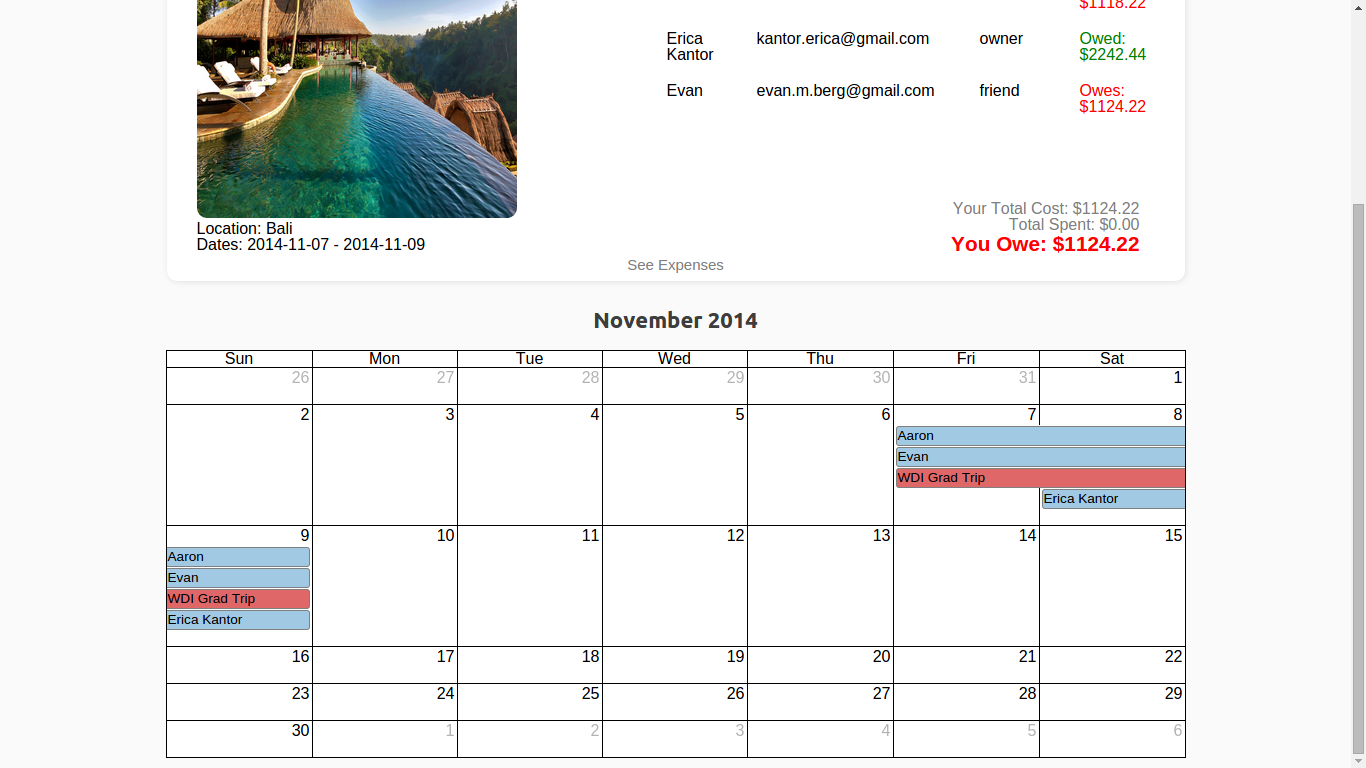 $1118.22
Erica Kantor kantor.erica@gmail.com owner Owed: $2242.44
Evan evan.m.berg@gmail.com friend Owes: $1124.22
Your Total Cost: $1124.22
Total Spent: $0.00
You Owe: $1124.22
Location: Bali
Dates: 2014-11-07 - 2014-11-09
See Expenses
November 2014
Sun Mon Tue Wed Thu Fri Sat
26 27 28 29 30 31 1
2 3 4 5 6 7 8
Aaron
Evan
WDI Grad Trip
Erica Kantor
9 10 11 12 13 14 15
Aaron
Evan
WDI Grad Trip
Erica Kantor
16 17 18 19 20 21 22
23 24 25 26 27 28 29
30 1 2 3 4 5 6